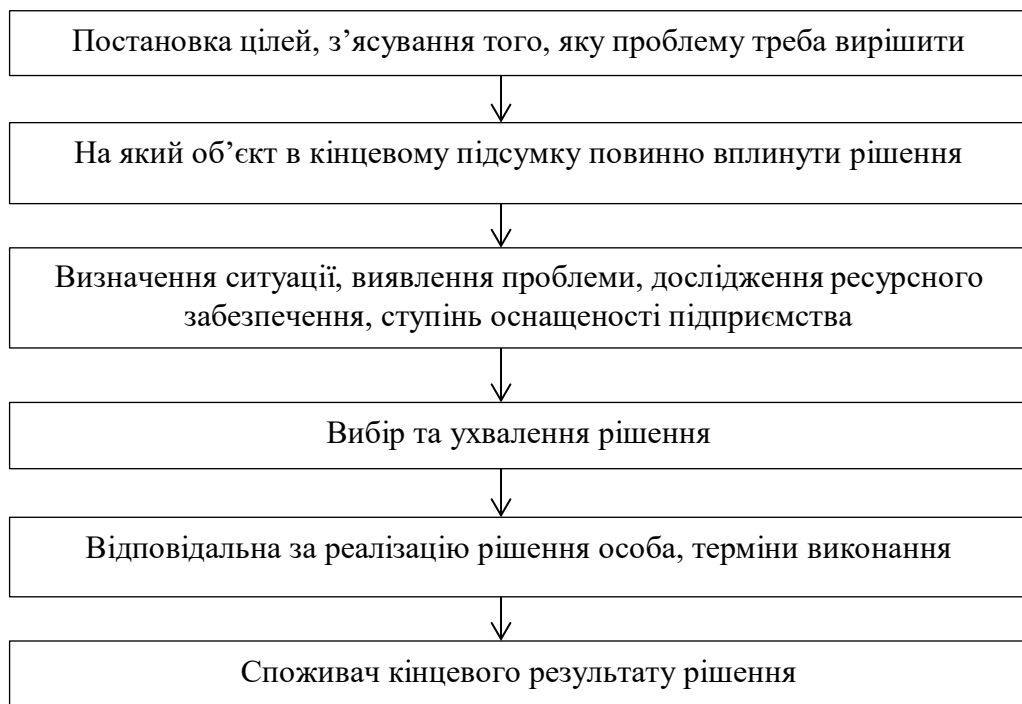 Постановка цілей, з’ясування того, яку проблему треба вирішити
На який об’єкт в кінцевому підсумку повинно вплинути рішення
Визначення ситуації, виявлення проблеми, дослідження ресурсного
забезпечення, ступінь оснащеності підприємства
Вибір та ухвалення рішення
Відповідальна за реалізацію рішення особа, терміни виконання
Споживач кінцевого результату рішення